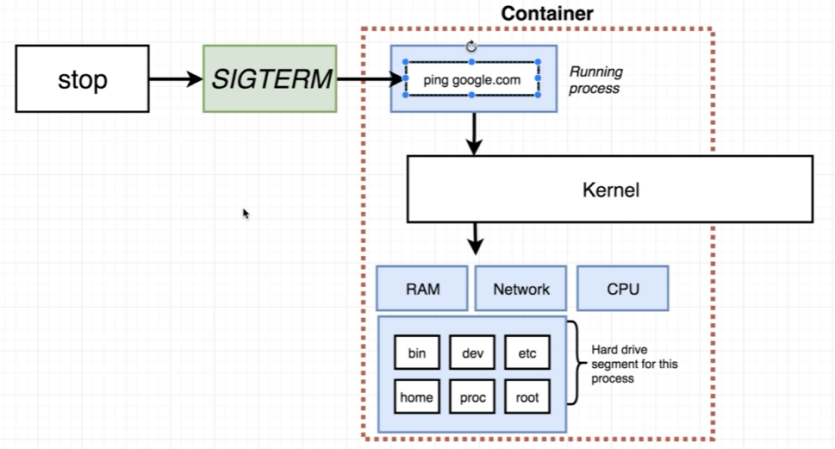 Container
stop
SIGTERM
ping google.com
Running
process
Kernel
RAM
Network
CPU
bin
dev
etc
home
proc
root
Hard drive
segment for this
process